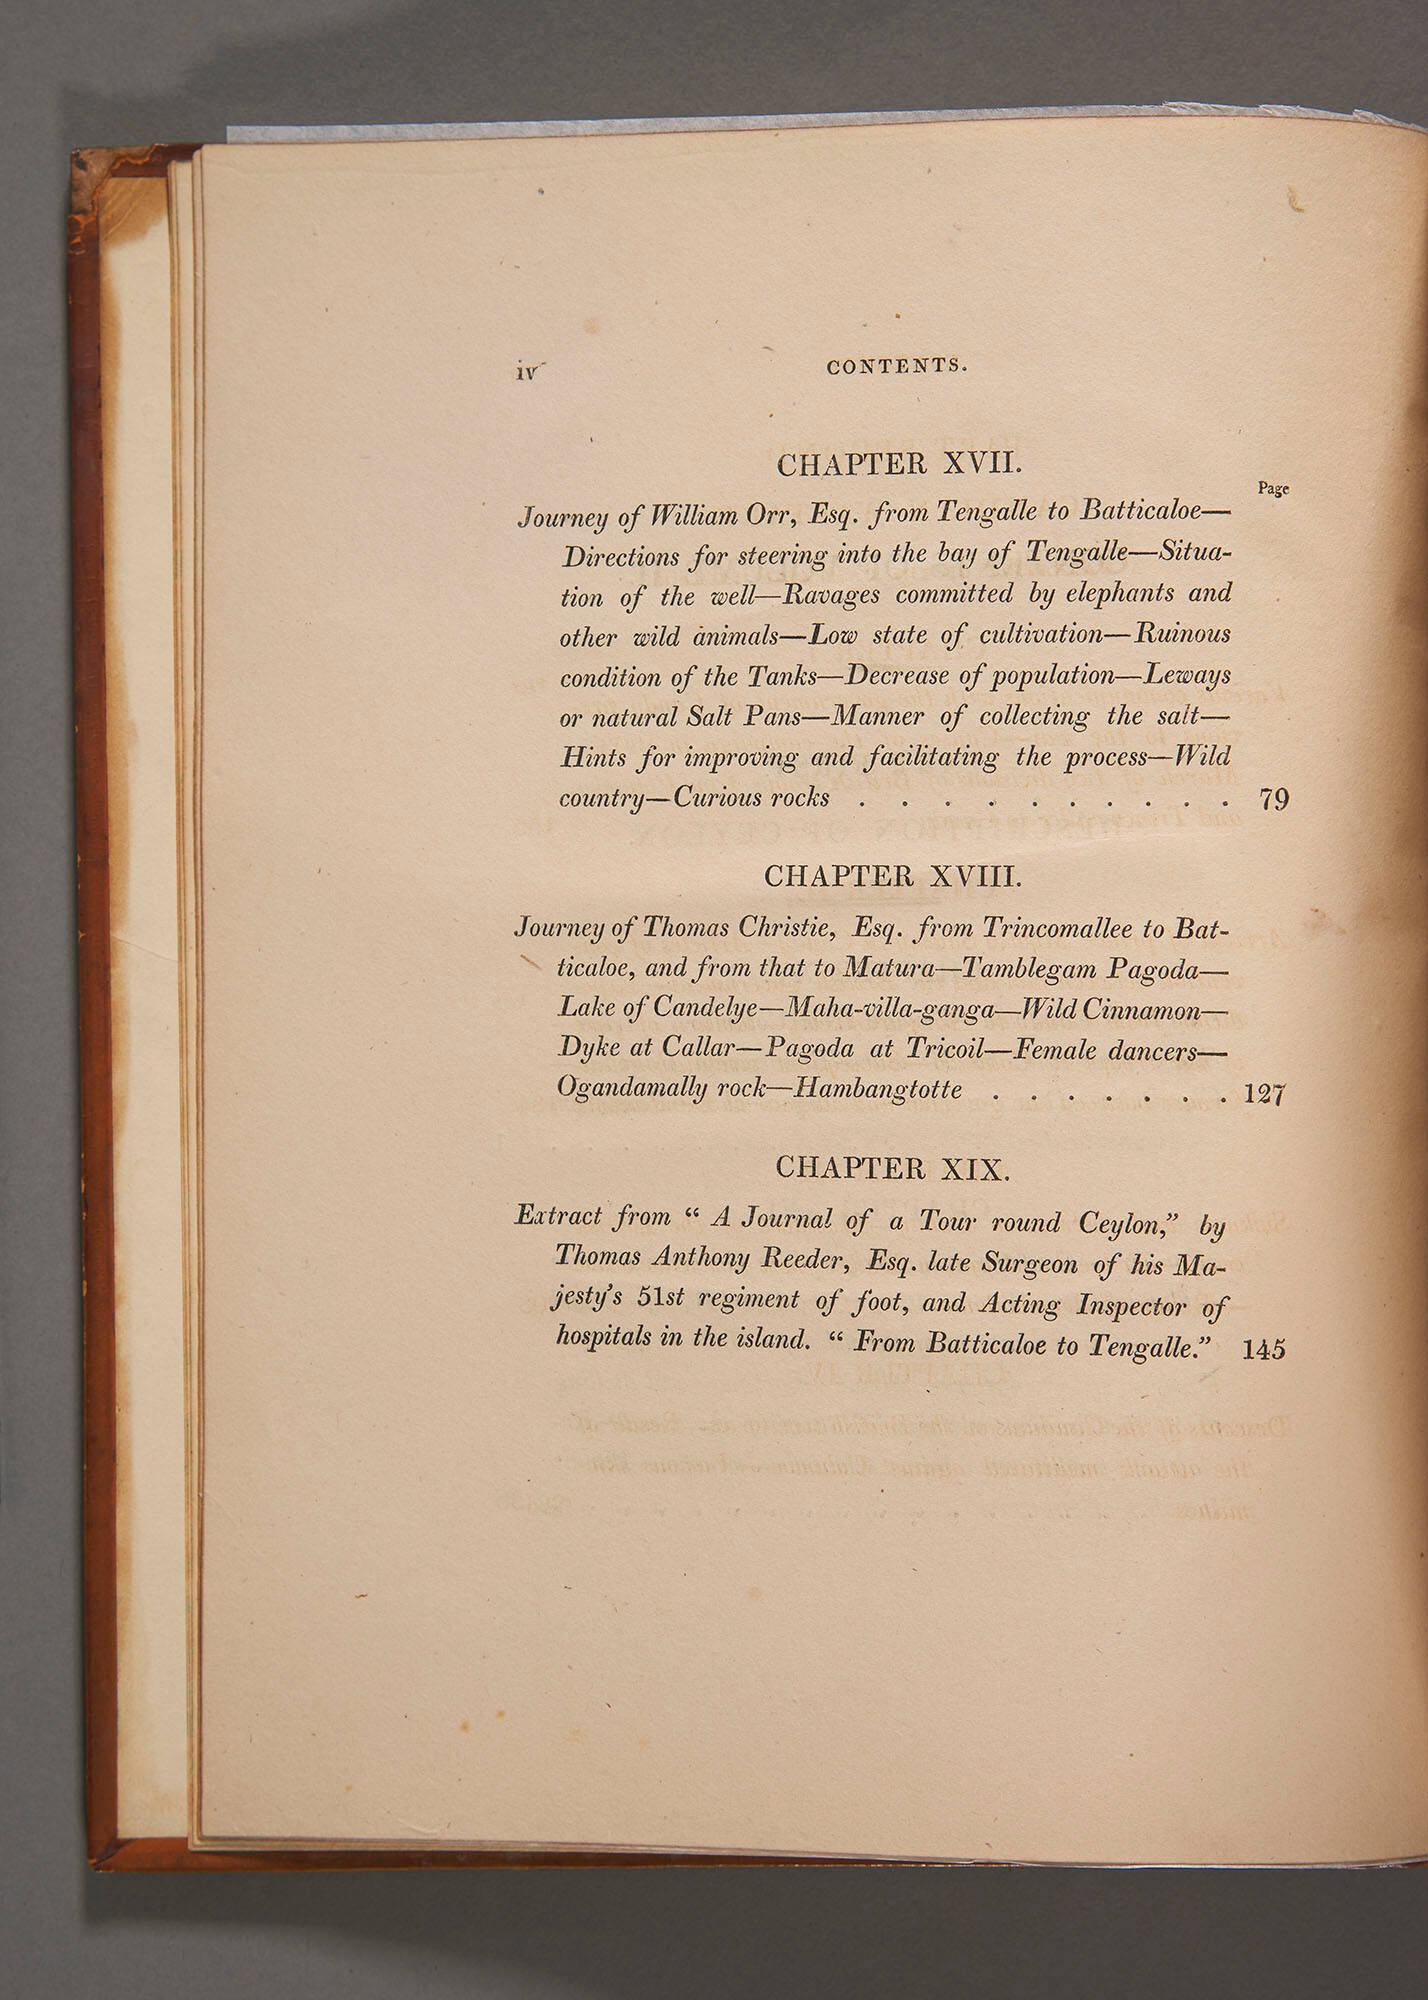 iv
CONTENTS.
CHAPTER XVII.
Page
Journey of William Orr, Esq. from Tengalle to Batticaloe—
Directions for steering into the bay of Tengalle—Situa-
tion of the well—Ravages committed by elephants and
other wild animals—Low state of cultivation—Ruinous
condition of the Tanks—Decrease of population—Leways
or natural Salt Pans—Manner of collecting the salt—
Hints for improving and facilitating the process—Wild
country—Curious rocks . . . . . . . . . . 79
CHAPTER XVIII.
Journey of Thomas Christie, Esq. from Trincomallee to Bat-
ticaloe, and from that to Matura—Tamblegam Pagoda—
Lake of Candelye—Maha-villa-ganga—Wild Cinnamon—
Dyke at Callar—Pagoda at Tricoil—Female dancers—
Ogandamally rock—Hambangtotte . . . . . . . 127
CHAPTER XIX.
Extract from “ A Journal of a Tour round Ceylon,” by
Thomas Anthony Reeder, Esq. late Surgeon of his Ma-
jesty’s 51st regiment of foot, and Acting Inspector of
hospitals in the island. “ From Batticaloe to Tengalle.” 145